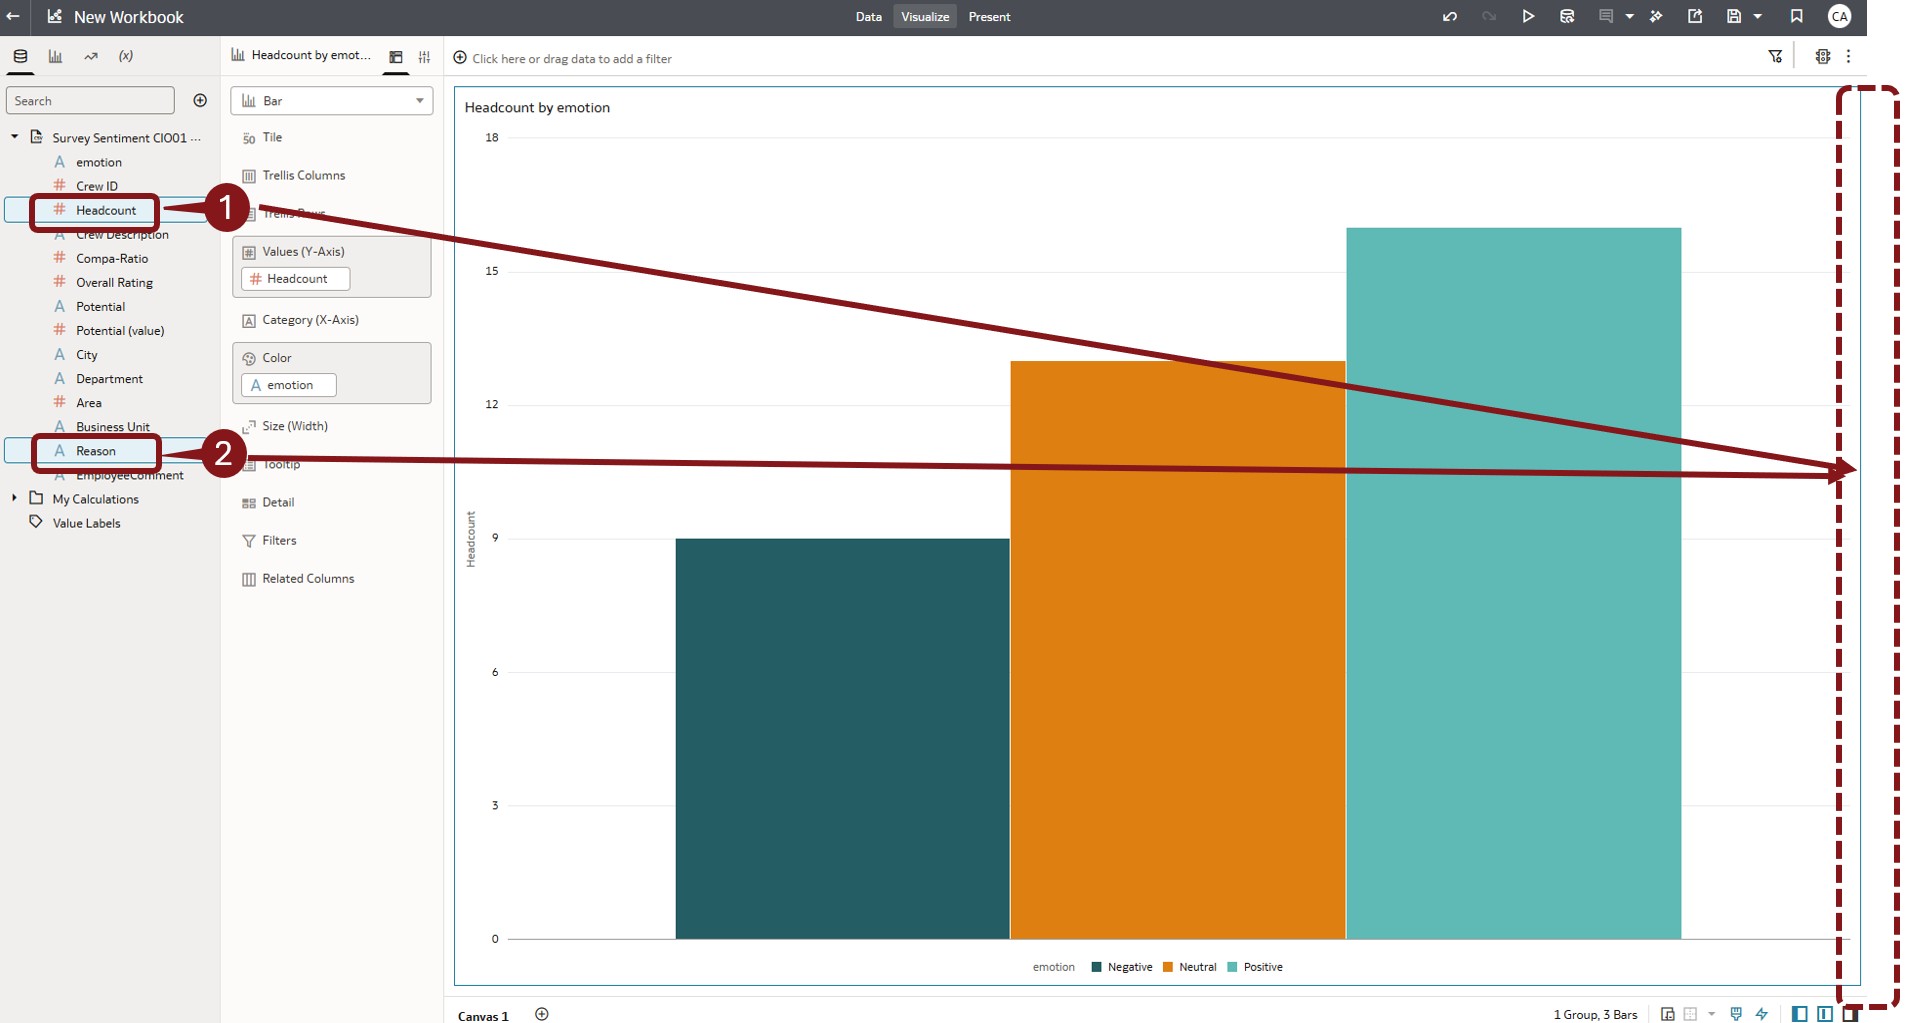 New Workbook
Data Visualize Present
CA
(x)
Headcount by emot...
Click here or drag data to add a filter
Search
Bar
Headcount by emotion
Survey Sentiment CIO01 ...
A emotion
# Crew ID
# Headcount
1
A Crew Description
# Compa-Ratio
# Overall Rating
A Potential
# Potential (value)
A City
A Department
# Area
A Business Unit
A Reason
2
A EmployeeComment
My Calculations
Value Labels
50 Tile
Trellis Columns
Trellis Rows
# Values (Y-Axis)
# Headcount
A Category (X-Axis)
Color
A emotion
Size (Width)
Tooltip
Detail
Filters
Related Columns
18
15
12
9
6
3
0
Headcount
emotion Negative Neutral Positive
Canvas 1
1 Group, 3 Bars